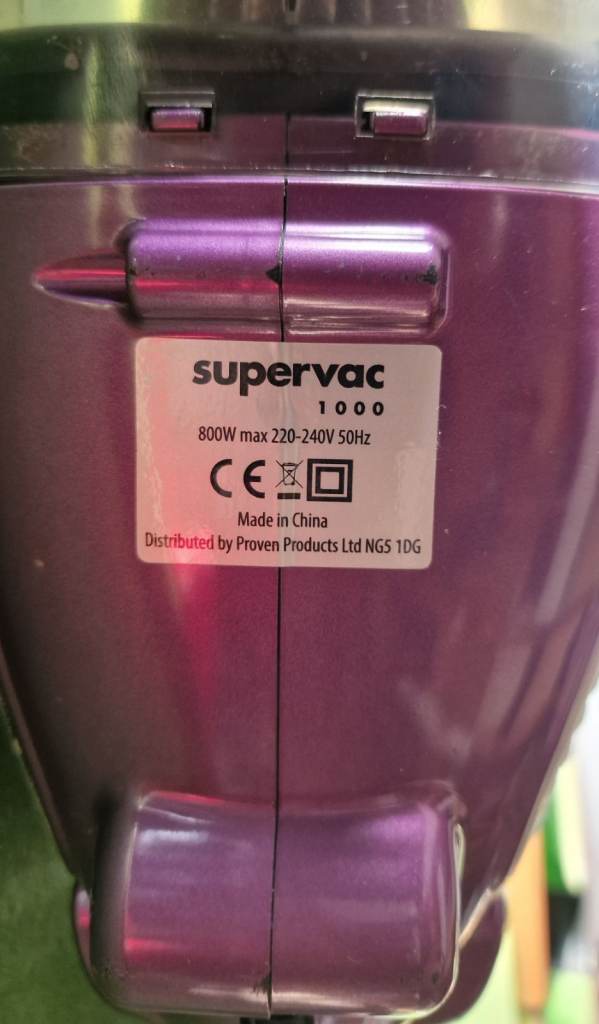 supervac
1000
800W max 220-240V 50Hz
CE
Made in China
Distributed by Proven Products Ltd NG5 1DG